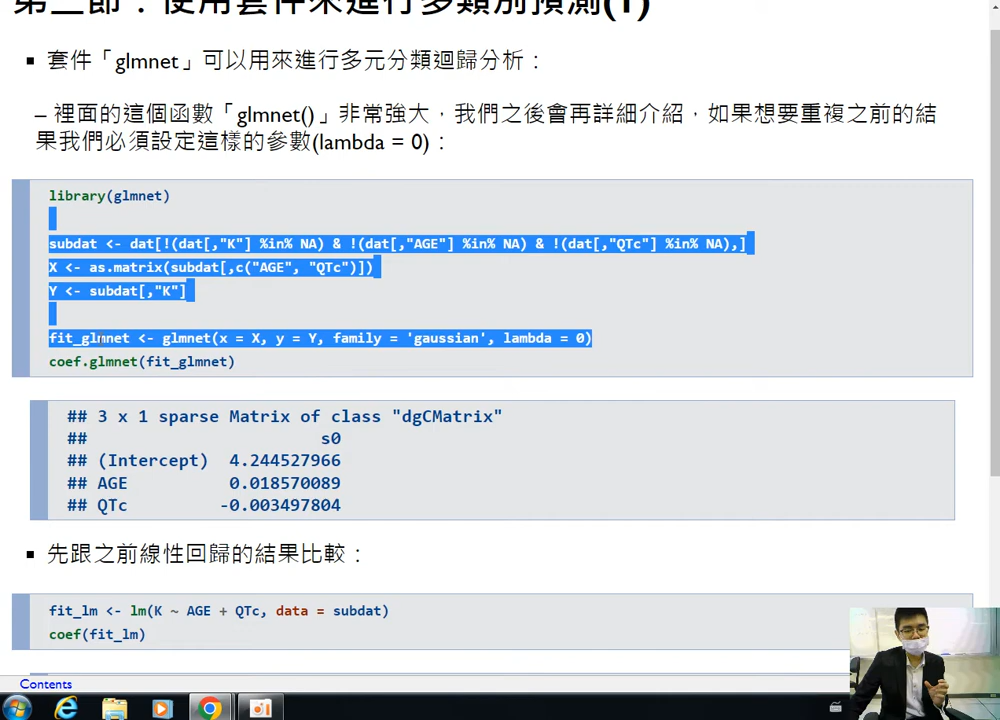 第二節：使用套件來進行多類別預測(1)
▪ 套件「glmnet」可以用來進行多元分類迴歸分析：
– 裡面的這個函數「glmnet()」非常強大，我們之後會再詳細介紹，如果想要重複之前的結
果我們必須設定這樣的參數(lambda = 0)：
library(glmnet)
subdat <- dat[!(dat[,"K"] %in% NA) & !(dat[,"AGE"] %in% NA) & !(dat[,"QTc"] %in% NA),]
X <- as.matrix(subdat[,c("AGE", "QTc")])
Y <- subdat[,"K"]
fit_glmnet <- glmnet(x = X, y = Y, family = 'gaussian', lambda = 0)
coef.glmnet(fit_glmnet)
## 3 x 1 sparse Matrix of class "dgCMatrix"
## s0
## (Intercept) 4.244527966
## AGE 0.018570089
## QTc -0.003497804
▪ 先跟之前線性回歸的結果比較：
fit_lm <- lm(K ~ AGE + QTc, data = subdat)
coef(fit_lm)
Contents